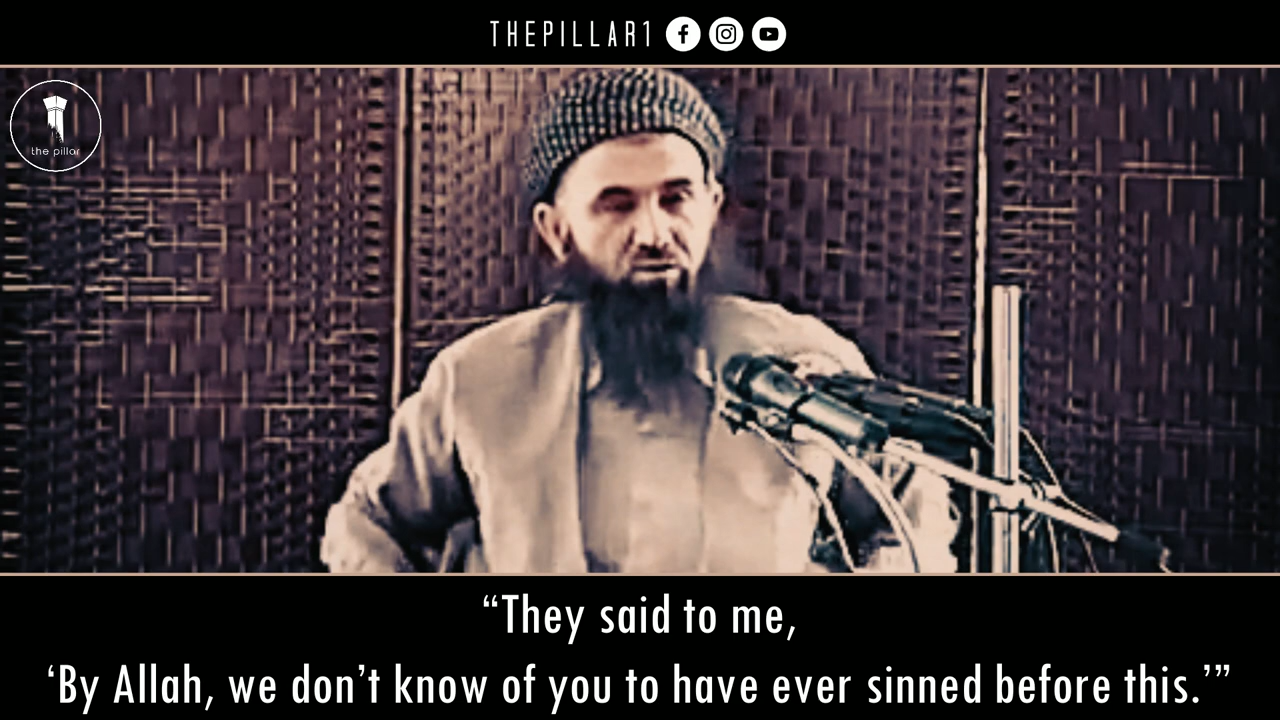 THEPILLAR1
the pillar
“They said to me,
‘By Allah, we don’t know of you to have ever sinned before this.’”